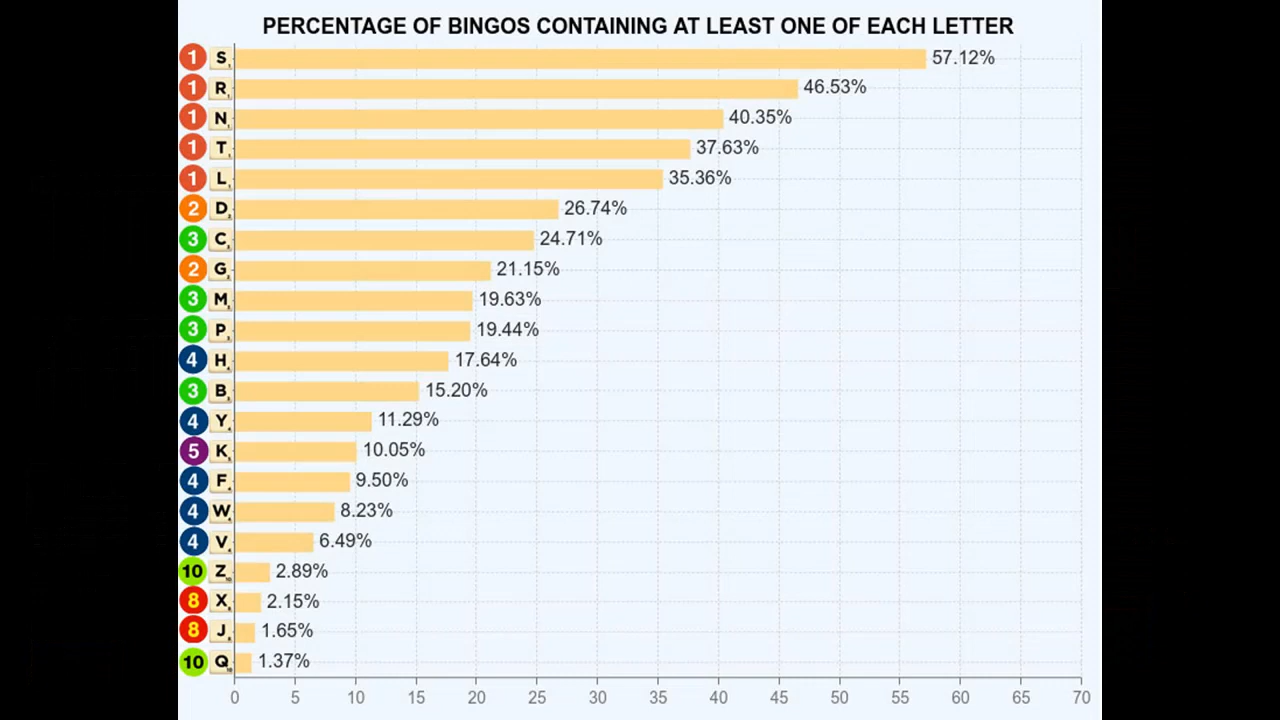 PERCENTAGE OF BINGOS CONTAINING AT LEAST ONE OF EACH LETTER
1 S 57.12%
1 R 46.53%
1 N 40.35%
1 T 37.63%
1 L 35.36%
2 D 26.74%
3 C 24.71%
2 G 21.15%
3 M 19.63%
3 P 19.44%
4 H 17.64%
3 B 15.20%
4 Y 11.29%
5 K 10.05%
4 F 9.50%
4 W 8.23%
4 V 6.49%
10 Z 2.89%
8 X 2.15%
8 J 1.65%
10 Q 1.37%
0 5 10 15 20 25 30 35 40 45 50 55 60 65 70